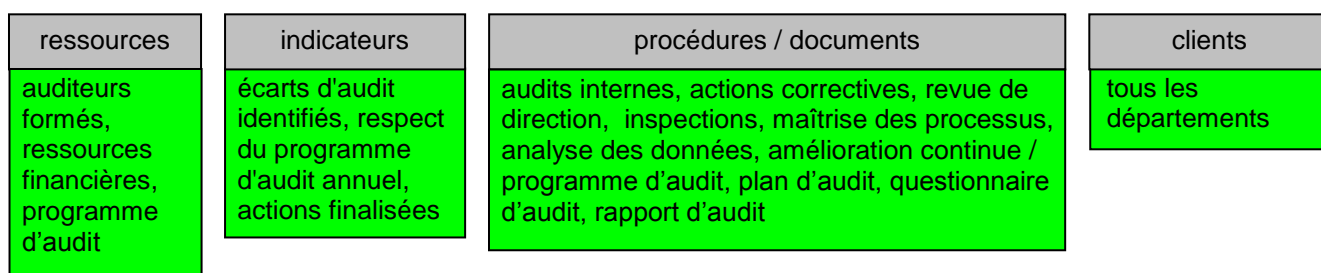 ressources
auditeurs
formés,
ressources
financières,
programme
d’audit
indicateurs
écarts d'audit
identifiés, respect
du programme
d'audit annuel,
actions finalisées
procédures / documents
audits internes, actions correctives, revue de
direction, inspections, maîtrise des processus,
analyse des données, amélioration continue /
programme d’audit, plan d’audit, questionnaire
d’audit, rapport d’audit
clients
tous les
départements